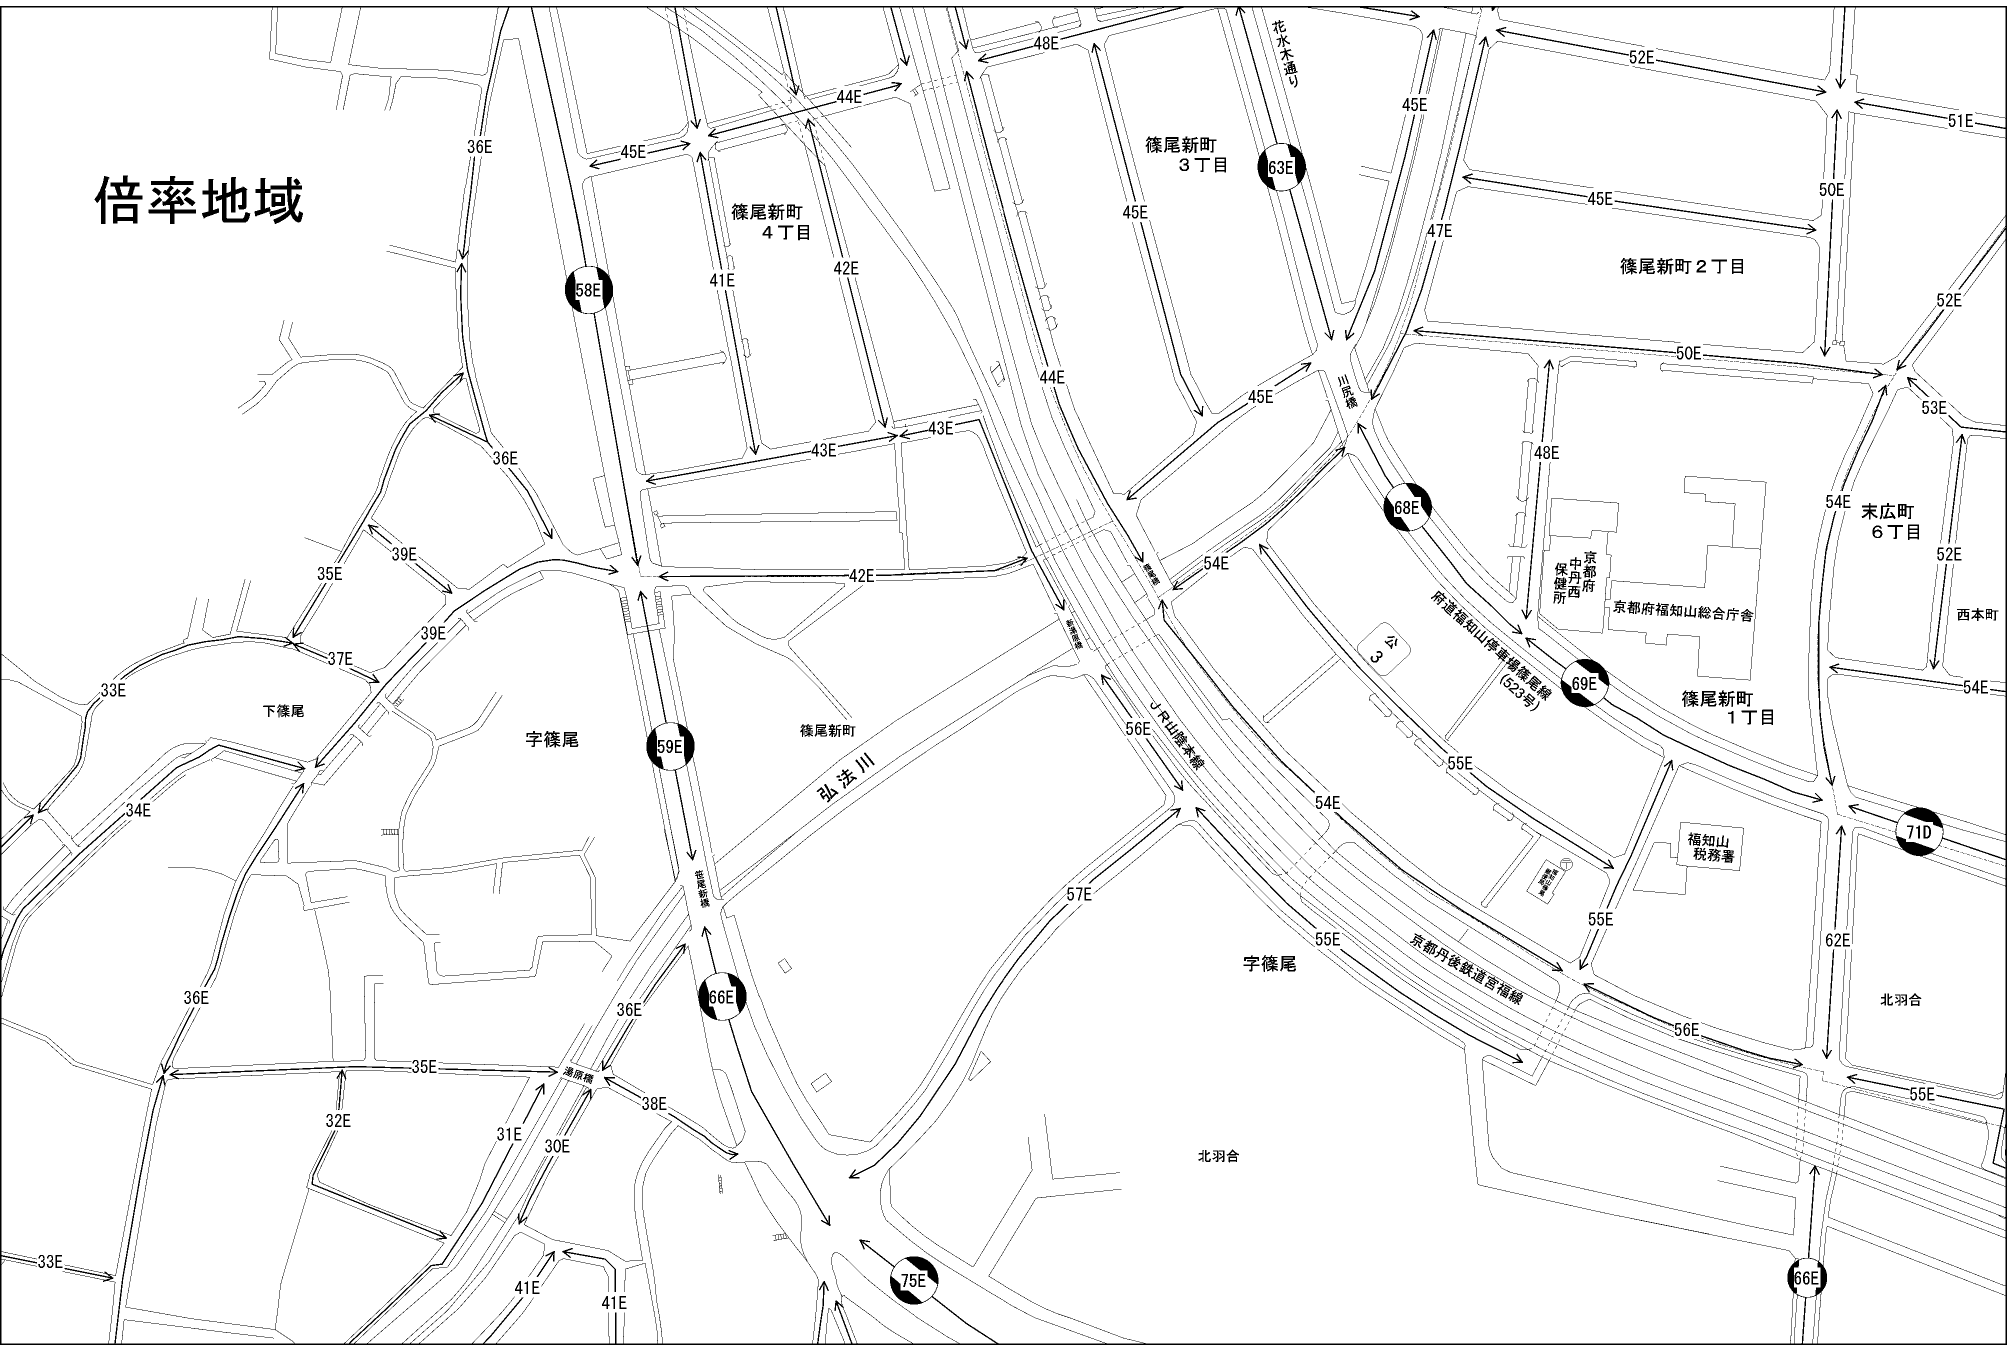 48E
花水木通り
52E
44E
45E
51E
36E
45E
篠尾新町
3丁目
63E
倍率地域
篠尾新町
4丁目
45E
50E
45E
47E
41E
42E
篠尾新町2丁目
58E
52E
50E
44E
45E
川尻橋
53E
43E
43E
36E
48E
54E
68E
末広町
6丁目
39E
35E
42E
54E
52E
京都府
中丹西
保健所
京都府福知山総合庁舎
西本町
府道福知山停車場篠尾線
(523号)
39E
公
3
37E
33E
69E
54E
下篠尾
篠尾新町
1丁目
字篠尾
篠尾新町
56E
JR山陰本線
59E
弘法川
55E
34E
54E
71D
福知山
税務署
笹尾新橋
57E
55E
55E
62E
字篠尾
京都丹後鉄道宮福線
36E
66E
36E
北羽合
56E
35E
湯原橋
38E
55E
32E
31E
30E
北羽合
33E
41E
41E
75E
66E